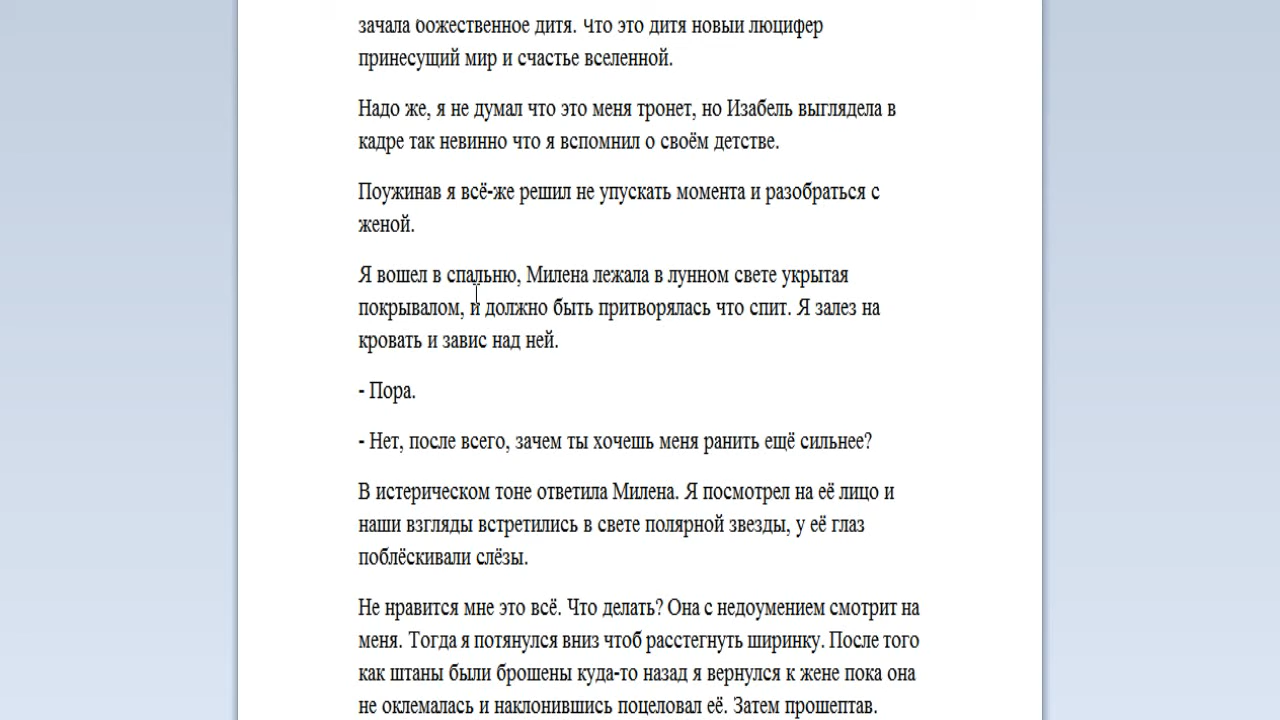 зачала божественное дитя. Что это дитя новый люцифер
принесущий мир и счастье вселенной.
Надо же, я не думал что это меня тронет, но Изабель выглядела в
кадре так невинно что я вспомнил о своём детстве.
Поужинав я всё-же решил не упускать момента и разобраться с
женой.
Я вошел в спальню, Милена лежала в лунном свете укрытая
покрывалом, и должно быть притворялась что спит. Я залез на
кровать и завис над ней.
- Пора.
- Нет, после всего, зачем ты хочешь меня ранить ещё сильнее?
В истерическом тоне ответила Милена. Я посмотрел на её лицо и
наши взгляды встретились в свете полярной звезды, у её глаз
поблёскивали слёзы.
Не нравится мне это всё. Что делать? Она с недоумением смотрит на
меня. Тогда я потянулся вниз чтоб расстегнуть ширинку. После того
как штаны были брошены куда-то назад я вернулся к жене пока она
не оклемалась и наклонившись поцеловал её. Затем прошептав.